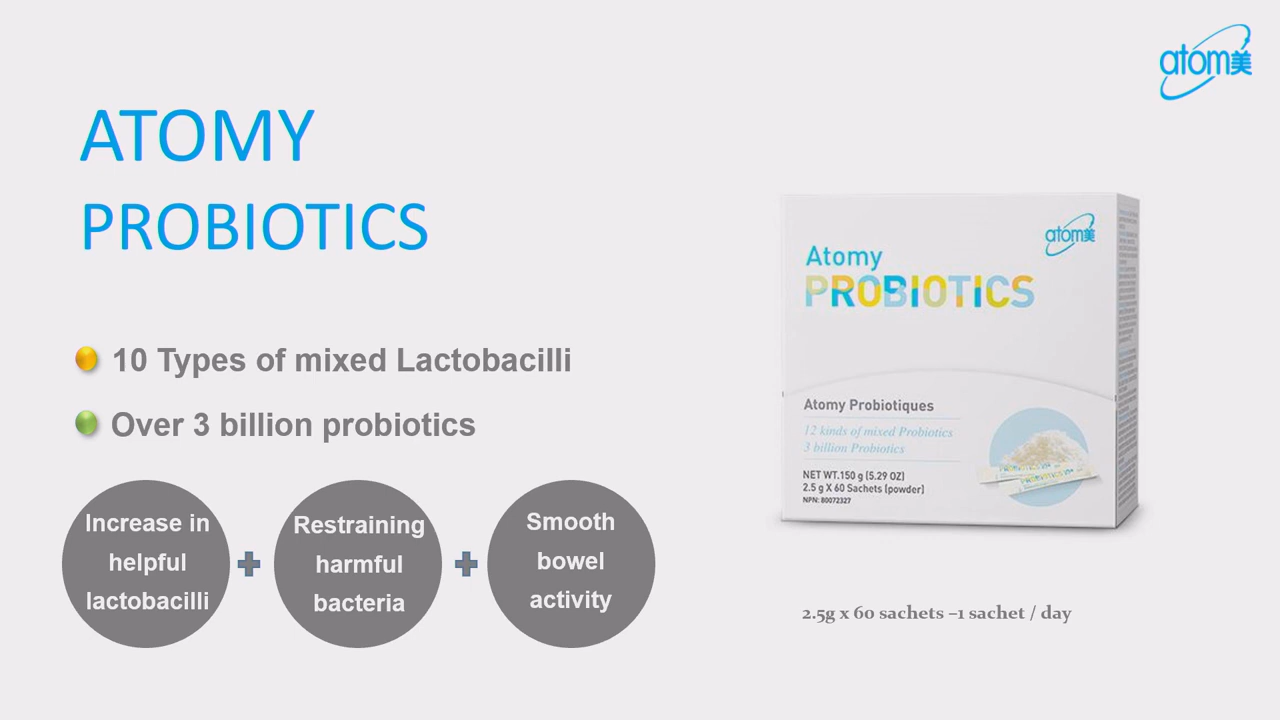 atom美
ATOMY
PROBIOTICS
10 Types of mixed Lactobacilli
Over 3 billion probiotics
Increase in
helpful
lactobacilli
Restraining
harmful
bacteria
Smooth
bowel
activity
atom美
Atomy
PROBIOTICS
Atomy Probiotiques
12 kinds of mixed Probiotics
3 billion Probiotics
NET WT.150 g (5.29 OZ)
2.5 g X 60 Sachets (powder)
NPN: 80072327
2.5g x 60 sachets –1 sachet / day